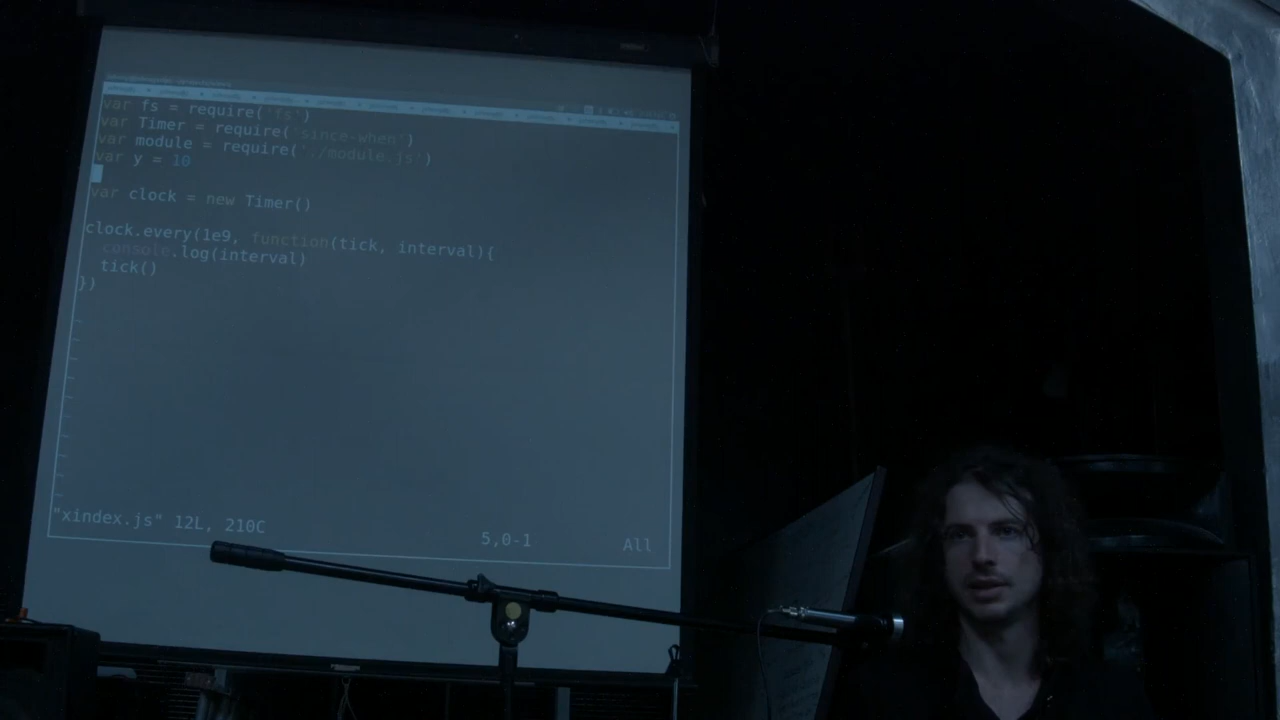 var fs = require('fs')
var Timer = require('since-when')
var module = require('./module.js')
var y = 10
var clock = new Timer()
clock.every(1e9, function(tick, interval){
  console.log(interval)
  tick()
})
~
~
~
~
~
~
~
~
~
~
"xindex.js" 12L, 210C 5,0-1 All